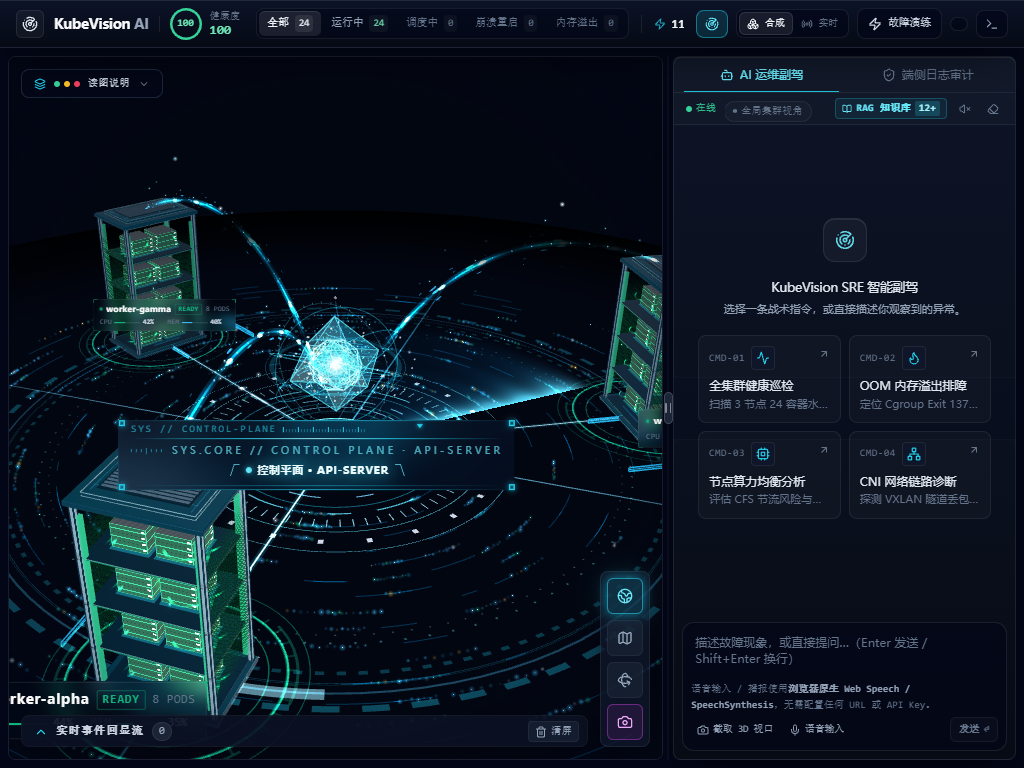 KubeVision AI
100
健康度
100
全部 24
运行中 24
调度中 0
崩溃重启 0
内存溢出 0
11
合成
实时
故障演练
读图说明
worker-gamma READY 8 PODS
CPU 42% MEM 40%
w
CPU
SYS // CONTROL-PLANE
SYS.CORE // CONTROL PLANE · API-SERVER
控制平面 • API-SERVER
rker-alpha READY 8 PODS
实时事件回显流 0
清屏
AI 运维副驾
端侧日志审计
在线
全局集群视角
RAG 知识库 12+
KubeVision SRE 智能副驾
选择一条战术指令，或直接描述你观察到的异常。
CMD-01
全集群健康巡检
扫描 3 节点 24 容器水...
CMD-02
OOM 内存溢出排障
定位 Cgroup Exit 137...
CMD-03
节点算力均衡分析
评估 CFS 节流风险与...
CMD-04
CNI 网络链路诊断
探测 VXLAN 隧道丢包...
描述故障现象，或直接提问...（Enter 发送 /
Shift+Enter 换行）
语音输入 / 播报使用浏览器原生 Web Speech /
SpeechSynthesis，无需配置任何 URL 或 API Key。
截取 3D 视口
语音输入
发送